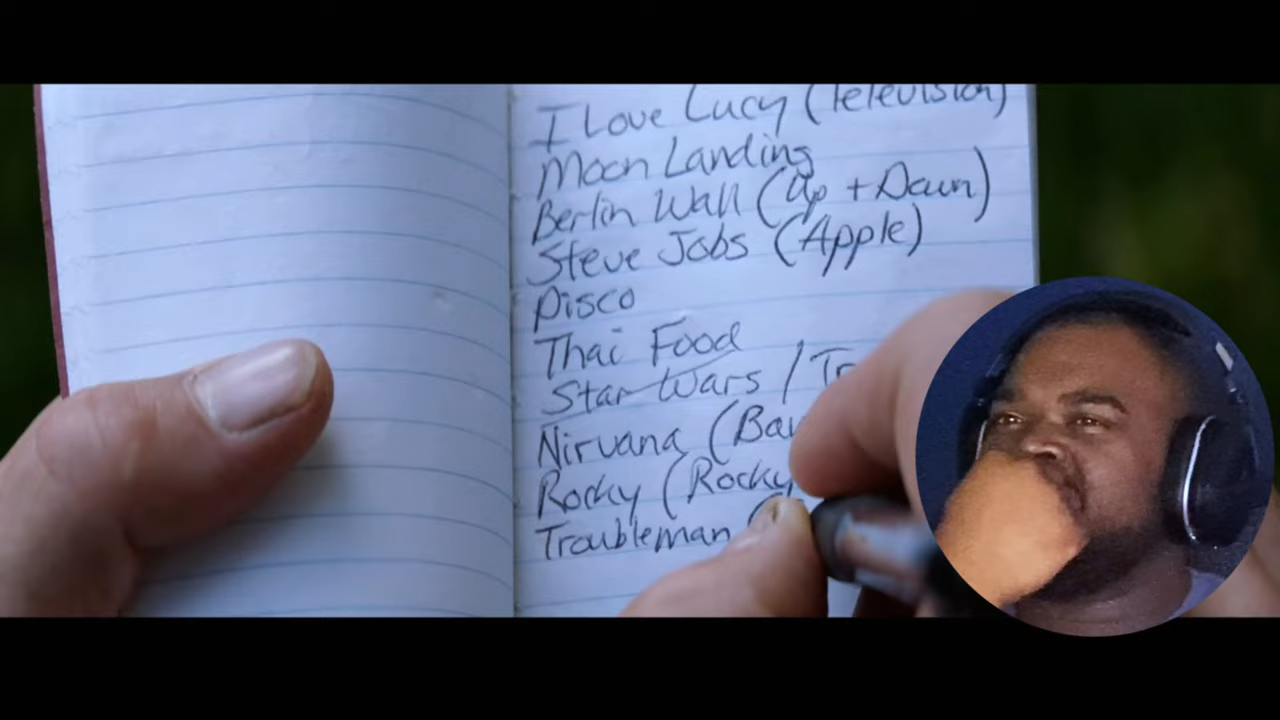 I Love Lucy (Television)
Moon Landing
Berlin Wall (Up + Down)
Steve Jobs (Apple)
Disco
Thai Food
Star Wars /
Nirvana
Rocky (Rocky
Troubleman